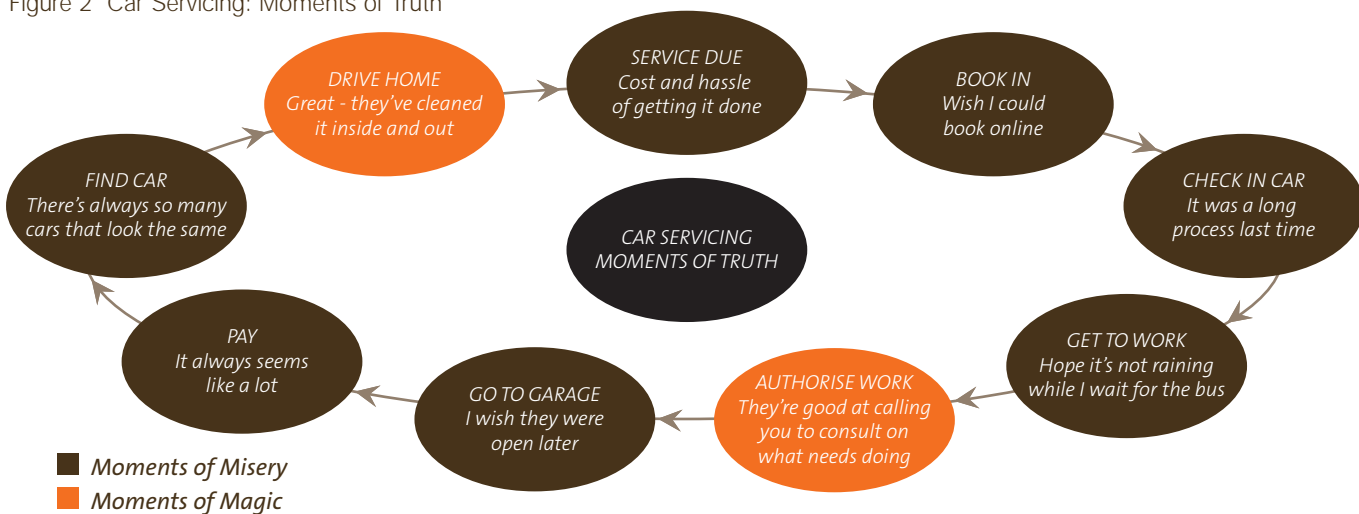 Figure 2 Car Servicing: Moments of Truth
DRIVE HOME
Great - they've cleaned
it inside and out
SERVICE DUE
Cost and hassle
of getting it done
BOOK IN
Wish I could
book online
CHECK IN CAR
It was a long
process last time
GET TO WORK
Hope it's not raining
while I wait for the bus
AUTHORISE WORK
They're good at calling
you to consult on
what needs doing
GO TO GARAGE
I wish they were
open later
PAY
It always seems
like a lot
FIND CAR
There's always so many
cars that look the same
CAR SERVICING
MOMENTS OF TRUTH
Moments of Misery
Moments of Magic